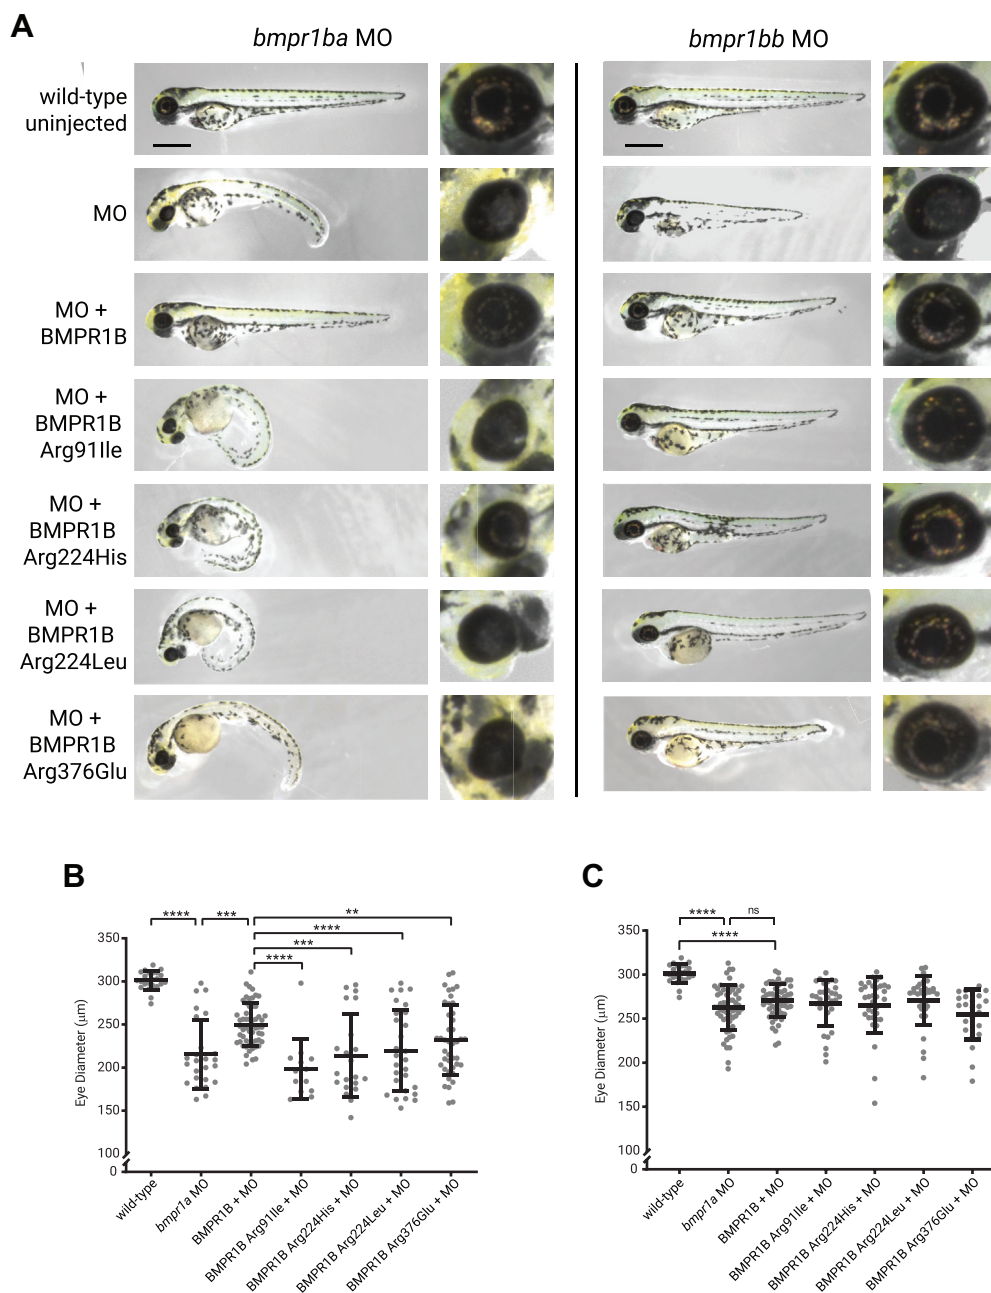 A
bmpr1ba MO
bmpr1bb MO
wild-type
uninjected
MO
MO +
BMPR1B
MO +
BMPR1B
Arg91Ile
MO +
BMPR1B
Arg224His
MO +
BMPR1B
Arg224Leu
MO +
BMPR1B
Arg376Glu
B
**
****
***
****
****
***
350
300
250
200
150
100
0
Eye Diameter (μm)
wild-type
bmpr1a MO
BMPR1B + MO
BMPR1B Arg91Ile + MO
BMPR1B Arg224His + MO
BMPR1B Arg224Leu + MO
BMPR1B Arg376Glu + MO
C
****
ns
****
350
300
250
200
150
100
0
Eye Diameter (μm)
wild-type
bmpr1a MO
BMPR1B + MO
BMPR1B Arg91Ile + MO
BMPR1B Arg224His + MO
BMPR1B Arg224Leu + MO
BMPR1B Arg376Glu + MO